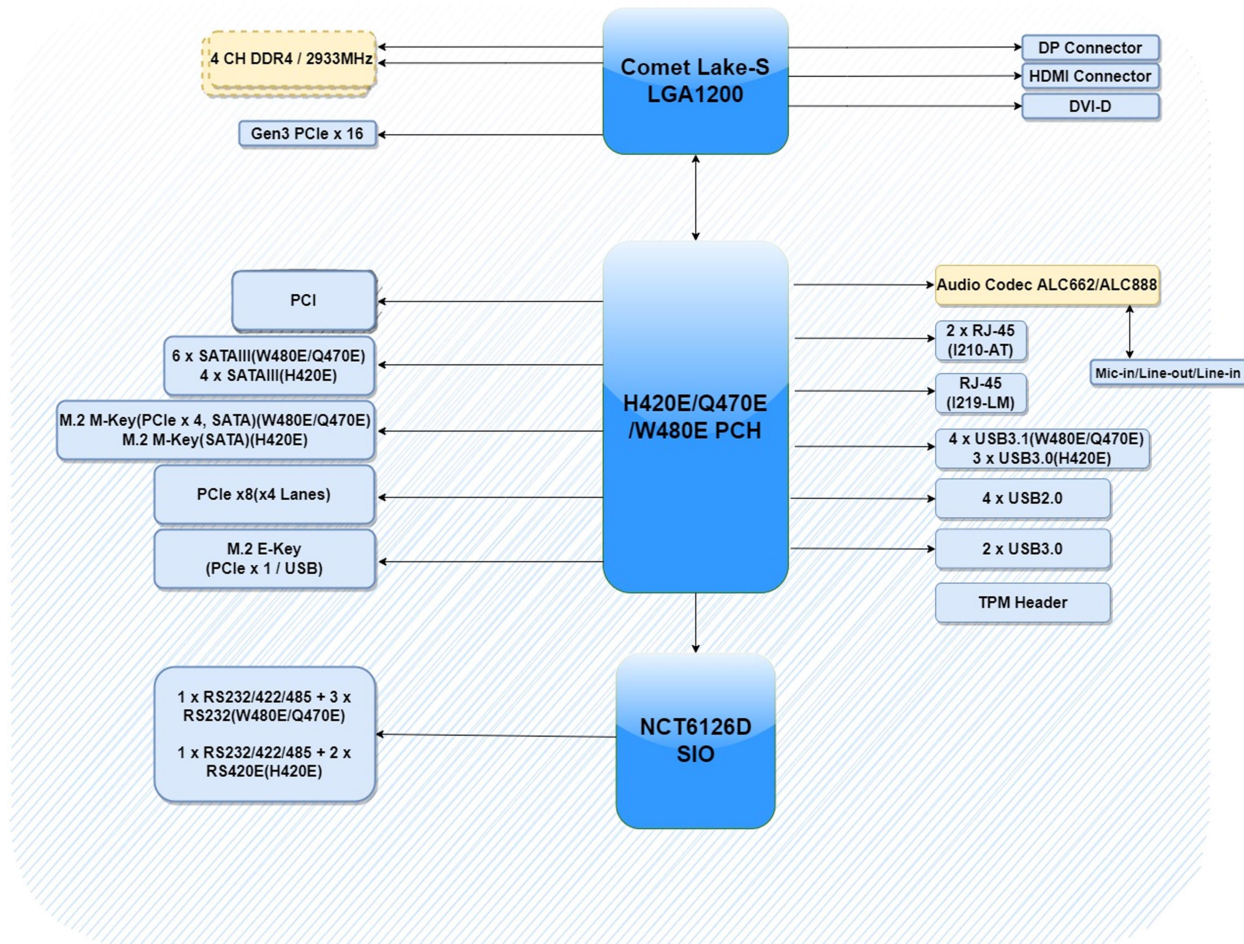 4 CH DDR4 / 2933MHz
Gen3 PCIe x 16
Comet Lake-S
LGA1200
DP Connector
HDMI Connector
DVI-D
PCI
6 x SATAIII(W480E/Q470E)
4 x SATAIII(H420E)
M.2 M-Key(PCIe x 4, SATA)(W480E/Q470E)
M.2 M-Key(SATA)(H420E)
PCIe x8(x4 Lanes)
M.2 E-Key
(PCIe x 1 / USB)
H420E/Q470E
/W480E PCH
Audio Codec ALC662/ALC888
2 x RJ-45
(I210-AT)
Mic-in/Line-out/Line-in
RJ-45
(I219-LM)
4 x USB3.1(W480E/Q470E)
3 x USB3.0(H420E)
4 x USB2.0
2 x USB3.0
TPM Header
1 x RS232/422/485 + 3 x
RS232(W480E/Q470E)
1 x RS232/422/485 + 2 x
RS420E(H420E)
NCT6126D
SIO